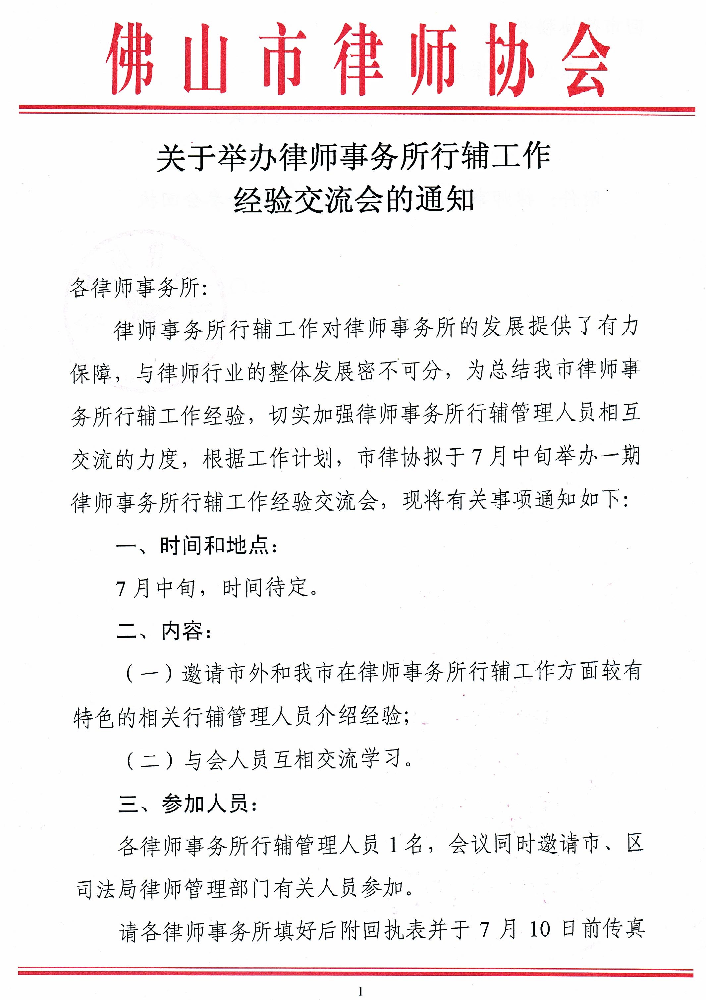 佛山市律师协会
关于举办律师事务所行辅工作
经验交流会的通知
各律师事务所：
律师事务所行辅工作对律师事务所的发展提供了有力
保障，与律师行业的整体发展密不可分，为总结我市律师事
务所行辅工作经验，切实加强律师事务所行辅管理人员相互
交流的力度，根据工作计划，市律协拟于 7 月中旬举办一期
律师事务所行辅工作经验交流会，现将有关事项通知如下：
一、时间和地点：
7 月中旬，时间待定。
二、内容：
（一）邀请市外和我市在律师事务所行辅工作方面较有
特色的相关行辅管理人员介绍经验；
（二）与会人员互相交流学习。
三、参加人员：
各律师事务所行辅管理人员 1 名，会议同时邀请市、区
司法局律师管理部门有关人员参加。
请各律师事务所填好后附回执表并于 7 月 10 日前传真
1